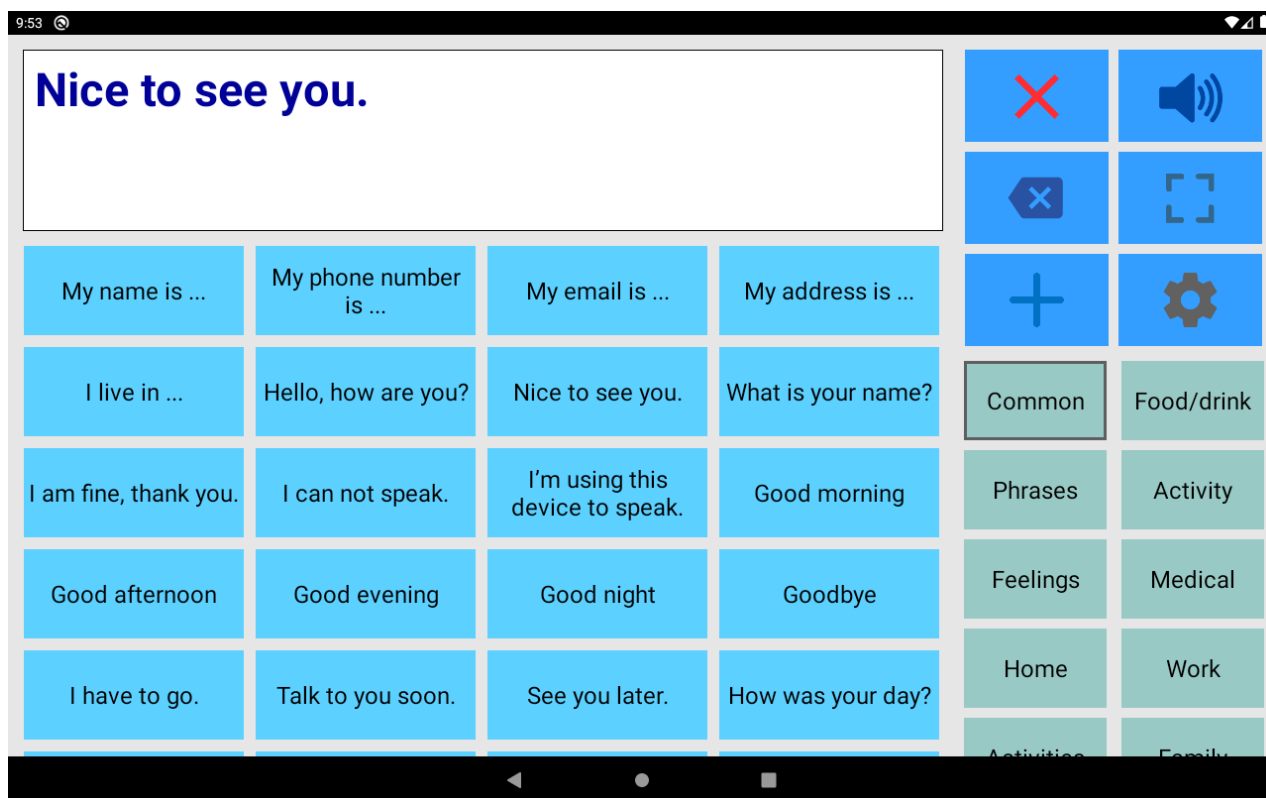 9:53
Nice to see you.
My name is ...
My phone number
is ...
My email is ...
My address is ...
I live in ...
Hello, how are you?
Nice to see you.
What is your name?
I am fine, thank you.
I can not speak.
I’m using this
device to speak.
Good morning
Good afternoon
Good evening
Good night
Goodbye
I have to go.
Talk to you soon.
See you later.
How was your day?
Common
Food/drink
Phrases
Activity
Feelings
Medical
Home
Work
Activities
Family